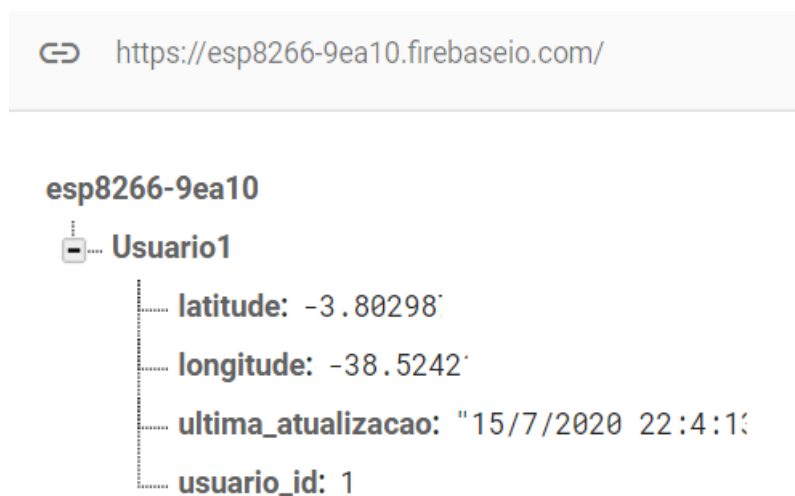 https://esp8266-9ea10.firebaseio.com/
esp8266-9ea10
Usuario1
latitude: -3.80298
longitude: -38.5242
ultima_atualizacao: "15/7/2020 22:4:1
usuario_id: 1